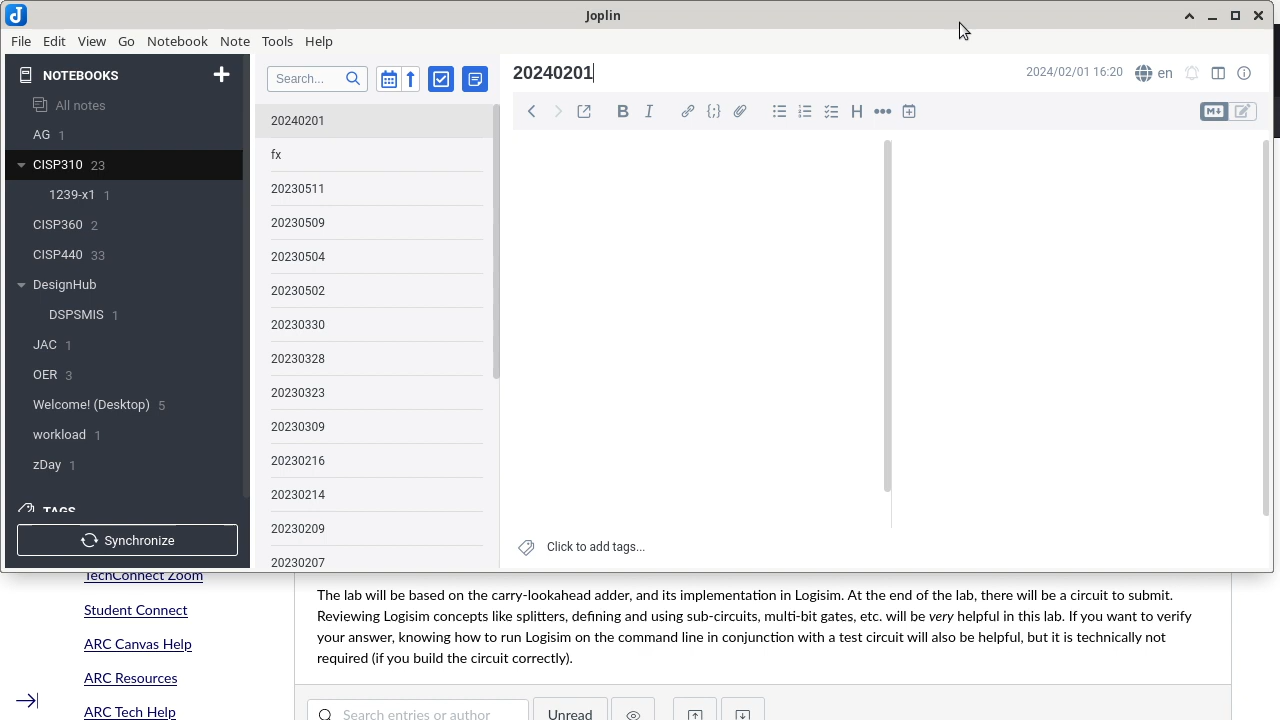 Joplin
File Edit View Go Notebook Note Tools Help
NOTEBOOKS
All notes
AG 1
CISP310 23
1239-x1 1
CISP360 2
CISP440 33
DesignHub
DSPSMIS 1
JAC 1
OER 3
Welcome! (Desktop) 5
workload 1
zDay 1
TAGS
Synchronize
Search...
20240201
fx
20230511
20230509
20230504
20230502
20230330
20230328
20230323
20230309
20230216
20230214
20230209
20230207
20240201
2024/02/01 16:20 en
Click to add tags...
TechConnect Zoom
Student Connect
ARC Canvas Help
ARC Resources
ARC Tech Help
The lab will be based on the carry-lookahead adder, and its implementation in Logisim. At the end of the lab, there will be a circuit to submit.
Reviewing Logisim concepts like splitters, defining and using sub-circuits, multi-bit gates, etc. will be very helpful in this lab. If you want to verify
your answer, knowing how to run Logisim on the command line in conjunction with a test circuit will also be helpful, but it is technically not
required (if you build the circuit correctly).
Search entries or author Unread